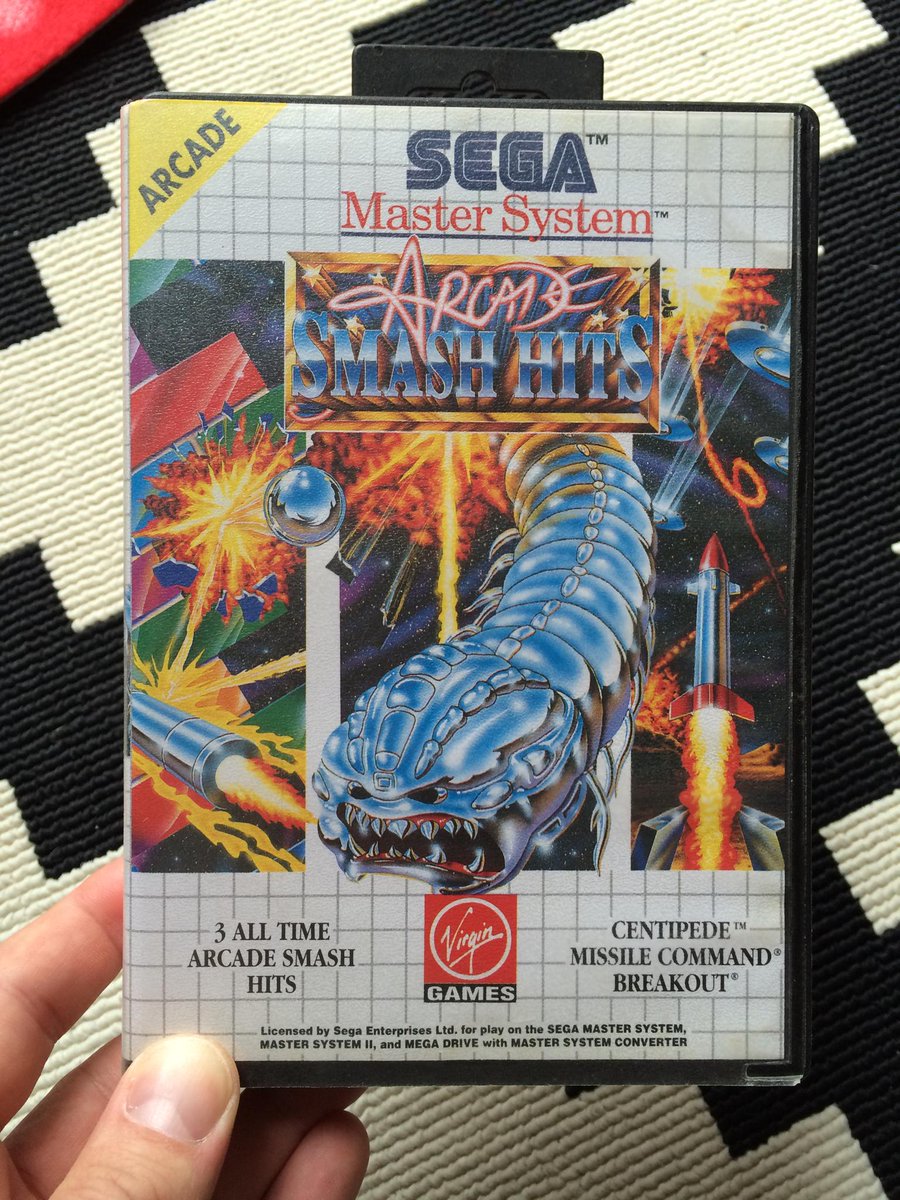 ARCADE
SEGA™
Master System™
ARCADE
SMASH HITS
3 ALL TIME
ARCADE SMASH
HITS
Virgin
GAMES
CENTIPEDE™
MISSILE COMMAND®
BREAKOUT®
Licensed by Sega Enterprises Ltd. for play on the SEGA MASTER SYSTEM,
MASTER SYSTEM II, and MEGA DRIVE with MASTER SYSTEM CONVERTER